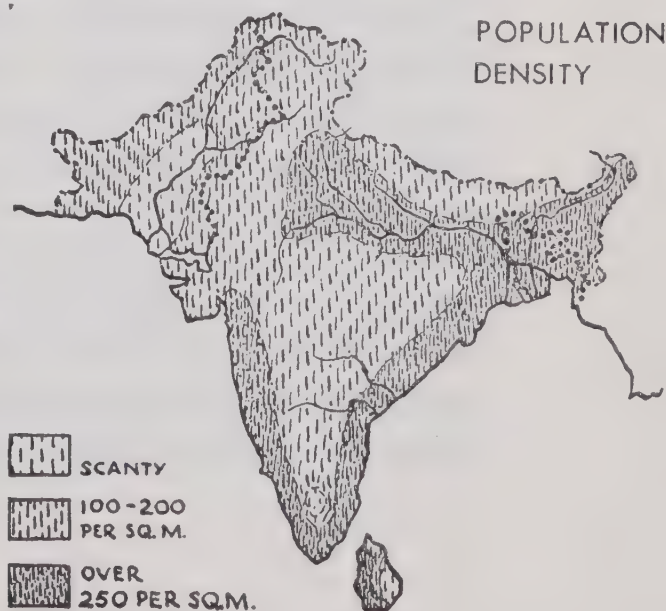 POPULATION
DENSITY
SCANTY
100-200
PER SQ.M.
OVER
250 PER SQ.M.